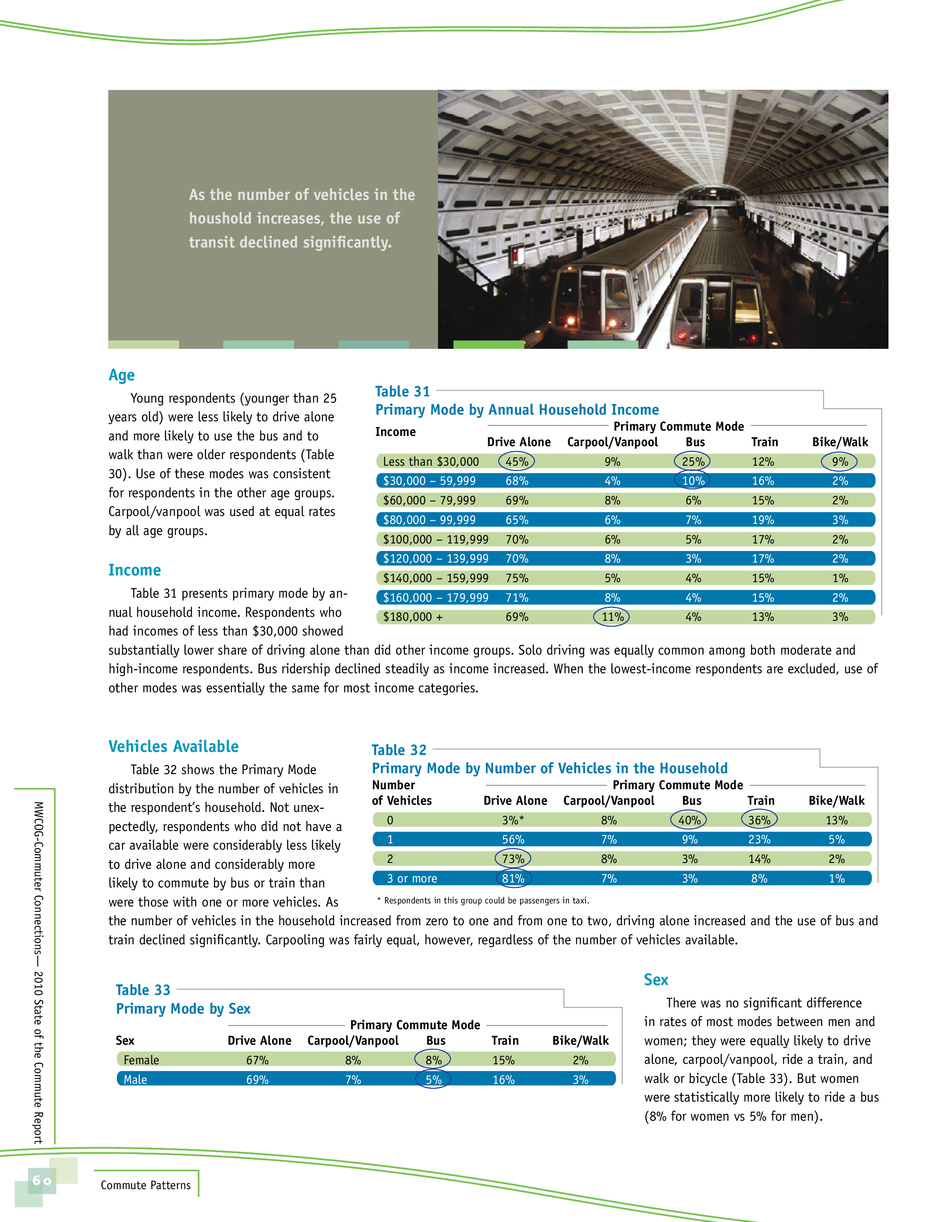 As the number of vehicles in the
houshold increases, the use of
transit declined significantly.
Age
Young respondents (younger than 25
years old) were less likely to drive alone
and more likely to use the bus and to
walk than were older respondents (Table
30). Use of these modes was consistent
for respondents in the other age groups.
Carpool/vanpool was used at equal rates
by all age groups.
Income
Table 31 presents primary mode by an-
nual household income. Respondents who
had incomes of less than $30,000 showed
substantially lower share of driving alone than did other income groups. Solo driving was equally common among both moderate and
high-income respondents. Bus ridership declined steadily as income increased. When the lowest-income respondents are excluded, use of
other modes was essentially the same for most income categories.
Table 31
Primary Mode by Annual Household Income
Primary Commute Mode
Income Drive Alone Carpool/Vanpool Bus Train Bike/Walk
Less than $30,000 45% 9% 25% 12% 9%
$30,000 – 59,999 68% 4% 10% 16% 2%
$60,000 – 79,999 69% 8% 6% 15% 2%
$80,000 – 99,999 65% 6% 7% 19% 3%
$100,000 – 119,999 70% 6% 5% 17% 2%
$120,000 – 139,999 70% 8% 3% 17% 2%
$140,000 – 159,999 75% 5% 4% 15% 1%
$160,000 – 179,999 71% 8% 4% 15% 2%
$180,000 + 69% 11% 4% 13% 3%
Vehicles Available
Table 32 shows the Primary Mode
distribution by the number of vehicles in
the respondent's household. Not unex-
pectedly, respondents who did not have a
car available were considerably less likely
to drive alone and considerably more
likely to commute by bus or train than
were those with one or more vehicles. As
the number of vehicles in the household increased from zero to one and from one to two, driving alone increased and the use of bus and
train declined significantly. Carpooling was fairly equal, however, regardless of the number of vehicles available.
Table 32
Primary Mode by Number of Vehicles in the Household
Number Primary Commute Mode
of Vehicles Drive Alone Carpool/Vanpool Bus Train Bike/Walk
0 3%* 8% 40% 36% 13%
1 56% 7% 9% 23% 5%
2 73% 8% 3% 14% 2%
3 or more 81% 7% 3% 8% 1%
* Respondents in this group could be passengers in taxi.
Table 33
Primary Mode by Sex
Primary Commute Mode
Sex Drive Alone Carpool/Vanpool Bus Train Bike/Walk
Female 67% 8% 8% 15% 2%
Male 69% 7% 5% 16% 3%
Sex
There was no significant difference
in rates of most modes between men and
women; they were equally likely to drive
alone, carpool/vanpool, ride a train, and
walk or bicycle (Table 33). But women
were statistically more likely to ride a bus
(8% for women vs 5% for men).
MWCOG-Commuter Connections— 2010 State of the Commute Report
60
Commute Patterns